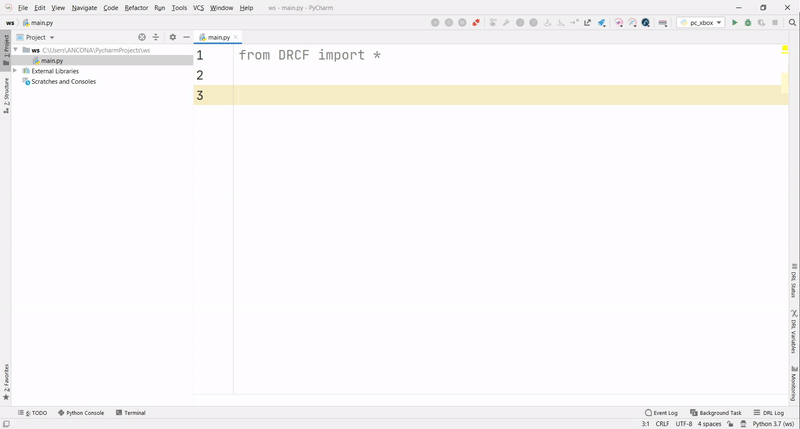 File Edit View Navigate Code Refactor Run Tools VCS Window Help ws - main.py - PyCharm
ws main.py pc_xbox
Project main.py
1: Project
ws C:\Users\ANCONA\PycharmProjects\ws
main.py
External Libraries
Scratches and Consoles
7: Structure
2: Favorites
1 from DRCF import *
2
3
DRL Status
DRL Variables
Monitoring
6: TODO Python Console Terminal Event Log Background Task DRL Log
3:1 CRLF UTF-8 4 spaces Python 3.7 (ws)